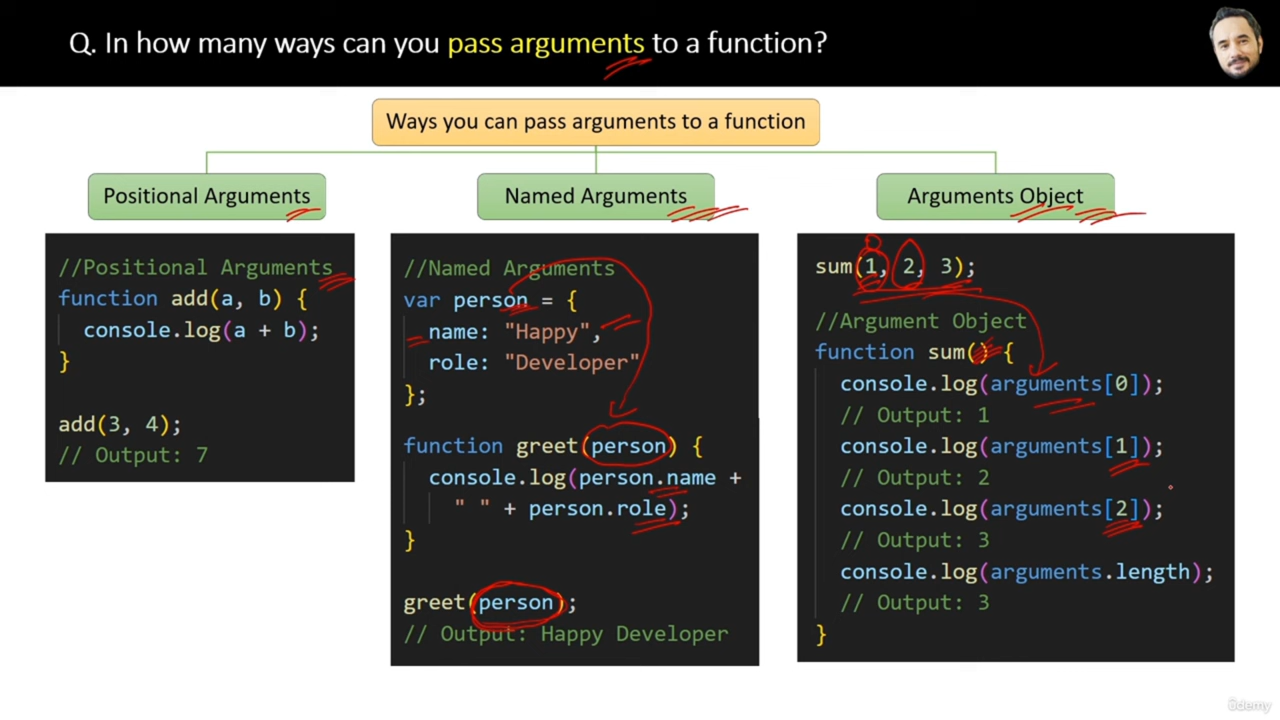 Q. In how many ways can you pass arguments to a function?
Ways you can pass arguments to a function
Positional Arguments
//Positional Arguments
function add(a, b) {
  console.log(a + b);
}
add(3, 4);
// Output: 7
Named Arguments
//Named Arguments
var person = {
  name: "Happy",
  role: "Developer"
};
function greet(person) {
  console.log(person.name +
    " " + person.role);
}
greet(person);
// Output: Happy Developer
Arguments Object
sum(1, 2, 3);
//Argument Object
function sum() {
  console.log(arguments[0]);
  // Output: 1
  console.log(arguments[1]);
  // Output: 2
  console.log(arguments[2]);
  // Output: 3
  console.log(arguments.length);
  // Output: 3
}
ûdemy